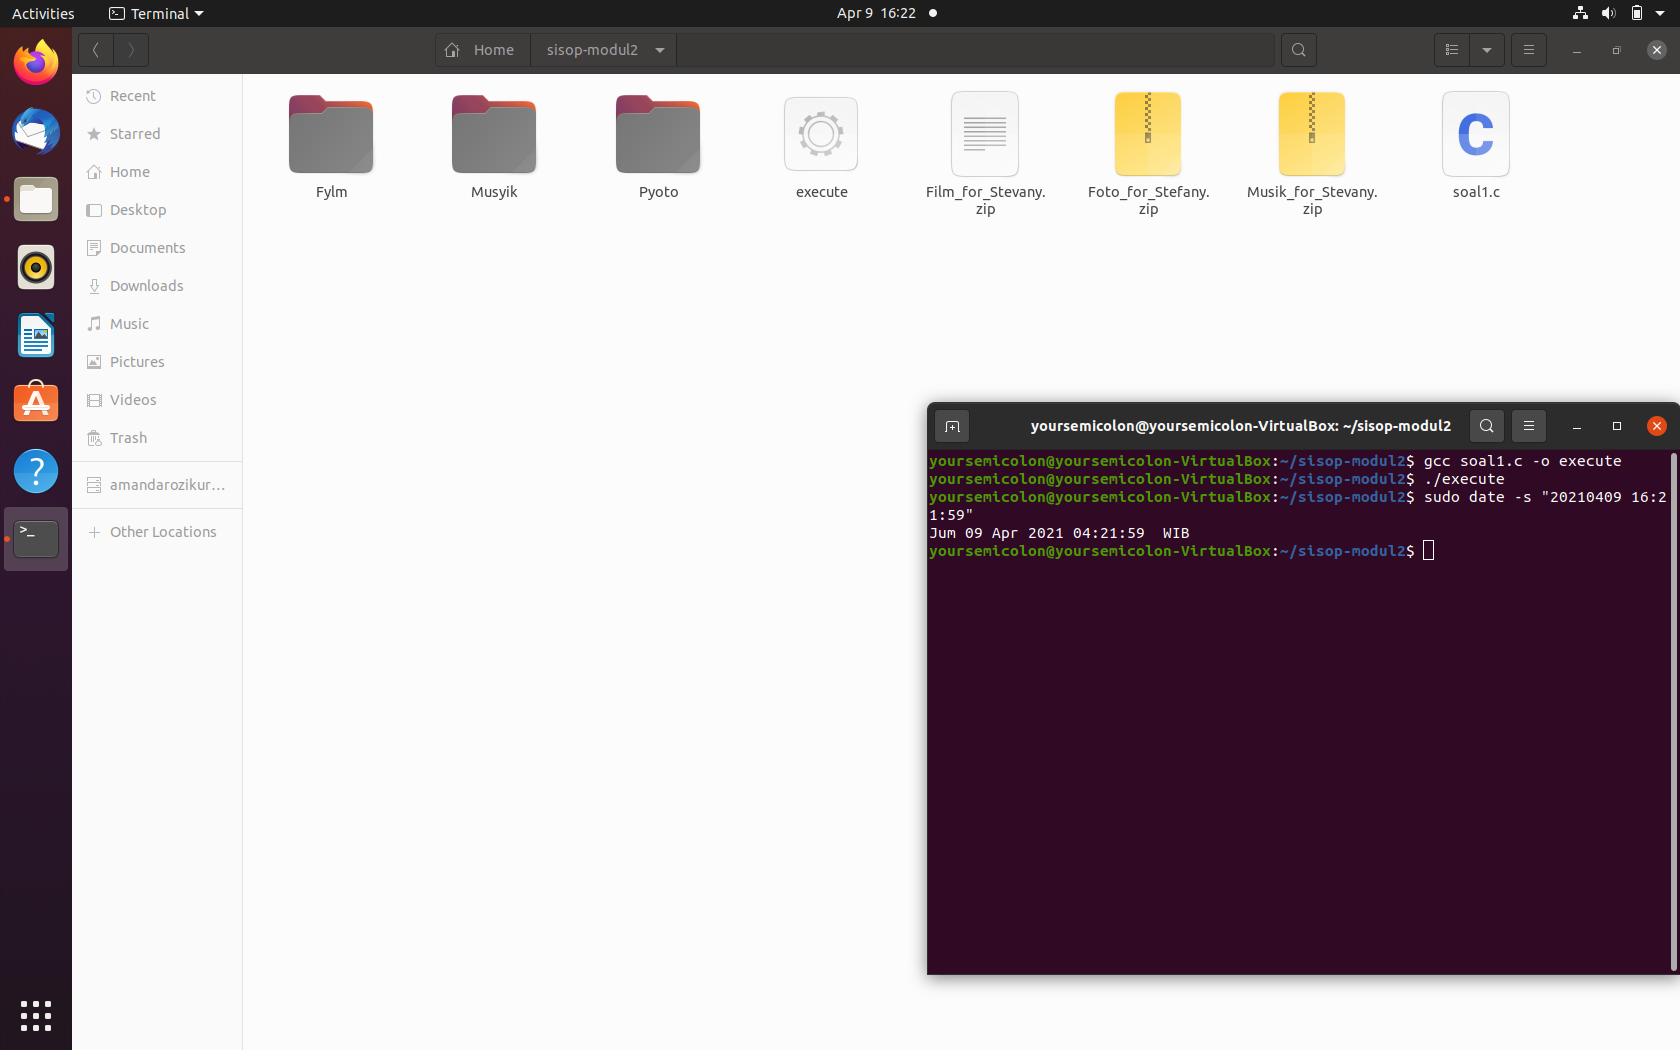 Activities
Terminal
Apr 9 16:22
Home
sisop-modul2
Recent
Starred
Home
Desktop
Documents
Downloads
Music
Pictures
Videos
Trash
amandarozikur...
Other Locations
Fylm
Musyik
Pyoto
execute
Film_for_Stevany.
zip
Foto_for_Stefany.
zip
Musik_for_Stevany.
zip
C
soal1.c
yoursemicolon@yoursemicolon-VirtualBox: ~/sisop-modul2
yoursemicolon@yoursemicolon-VirtualBox:~/sisop-modul2$ gcc soal1.c -o execute
yoursemicolon@yoursemicolon-VirtualBox:~/sisop-modul2$ ./execute
yoursemicolon@yoursemicolon-VirtualBox:~/sisop-modul2$ sudo date -s "20210409 16:2
1:59"
Jum 09 Apr 2021 04:21:59  WIB
yoursemicolon@yoursemicolon-VirtualBox:~/sisop-modul2$